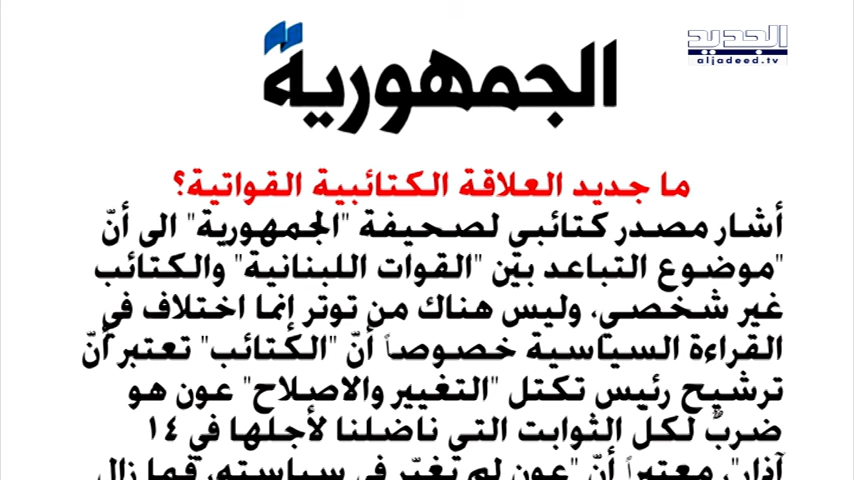 الجمهورية
الجديد
aljadeed.tv
ما جديد العلاقة الكتائبية القواتية؟
أشار مصدر كتائبي لصحيفة "الجمهورية" الى أنّ
"موضوع التباعد بين "القوات اللبنانية" والكتائب
غير شخصي، وليس هناك من توتر إنما اختلاف في
القراءة السياسية خصوصاً أنّ "الكتائب" تعتبر أنّ
ترشيح رئيس تكتل "التغيير والاصلاح" عون هو
ضربٌ لكل الثوابت التي ناضلنا لأجلها في ١٤
آذار"، معتبراً أنّ "عون لم تغيّر في سياسته، فما زال